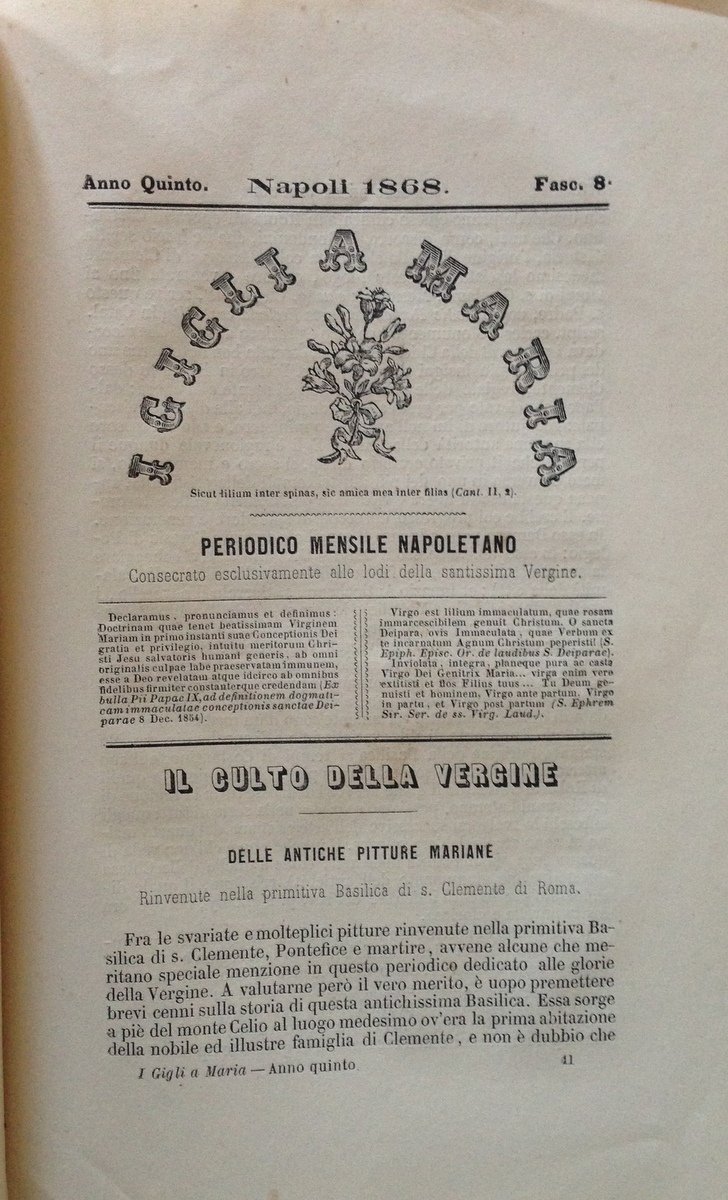 Anno Quinto. Napoli 1868. Fasc. 8.
I GIGLI A MARIA
Sicut lilium inter spinas, sic amica mea inter filias (Cant. II, 2).
PERIODICO MENSILE NAPOLETANO
Consecrato esclusivamente alle lodi della santissima Vergine.
Declaramus, pronunciamus et definimus:
Doctrinam quae tenet beatissimam Virginem
Mariam in primo instanti suae Conceptionis Dei
gratia et privilegio, intuitu meritorum Chri-
sti Jesu salvatoris humani generis, ab omni
originalis culpae labe praeservatam immunem,
esse a Deo revelatam atque idcirco ab omnibus
fidelibus firmiter constanterque credendam (Ex
bulla Pii Papae IX, ad definitionem dogmati-
cam immaculatae conceptionis sanctae Dei-
parae 8 Dec. 1854).
Virgo est lilium immaculatum, quae rosam
immarcescibilem genuit Christum. O sancta
Deipara, ovis Immaculata, quae Verbum ex
te incarnatum Agnum Christum peperisti! (S.
Epiph. Episc. Or. de laudibus S Deiparae).
Inviolata, integra, planeque pura ac casta
Virgo Dei Genitrix Maria... virga enim vere
extitisti et flos Filius tuus... Tu Deum ge-
nuisti et hominem, Virgo ante partum, Virgo
in partu, et Virgo post partum (S. Ephrem
Sir. Ser. de ss. Virg. Laud.).
IL CULTO DELLA VERGINE
DELLE ANTICHE PITTURE MARIANE
Rinvenute nella primitiva Basilica di s. Clemente di Roma.
Fra le svariate e molteplici pitture rinvenute nella primitiva Ba-
silica di s. Clemente, Pontefice e martire, avvene alcune che me-
ritano speciale menzione in questo periodico dedicato alle glorie
della Vergine. A valutarne però il vero merito, è uopo premettere
brevi cenni sulla storia di questa antichissima Basilica. Essa sorge
a piè del monte Celio al luogo medesimo ov'era la prima abitazione
della nobile ed illustre famiglia di Clemente, e non è dubbio che
I Gigli a Maria — Anno quinto
41